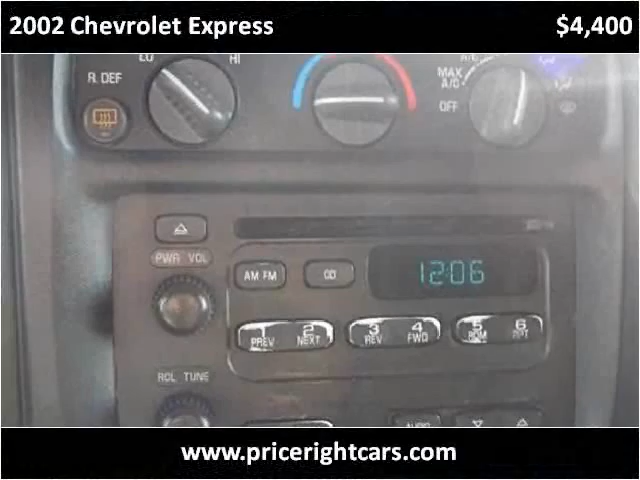 2002 Chevrolet Express $4,400
LO HI
R. DEF
MAX
A/C
OFF
PWR VOL
AM FM CD 12:06
1 2 3 4 5 6
PREV NEXT REV FWD RDM RPT
RCL TUNE
AUDIO
www.pricerightcars.com